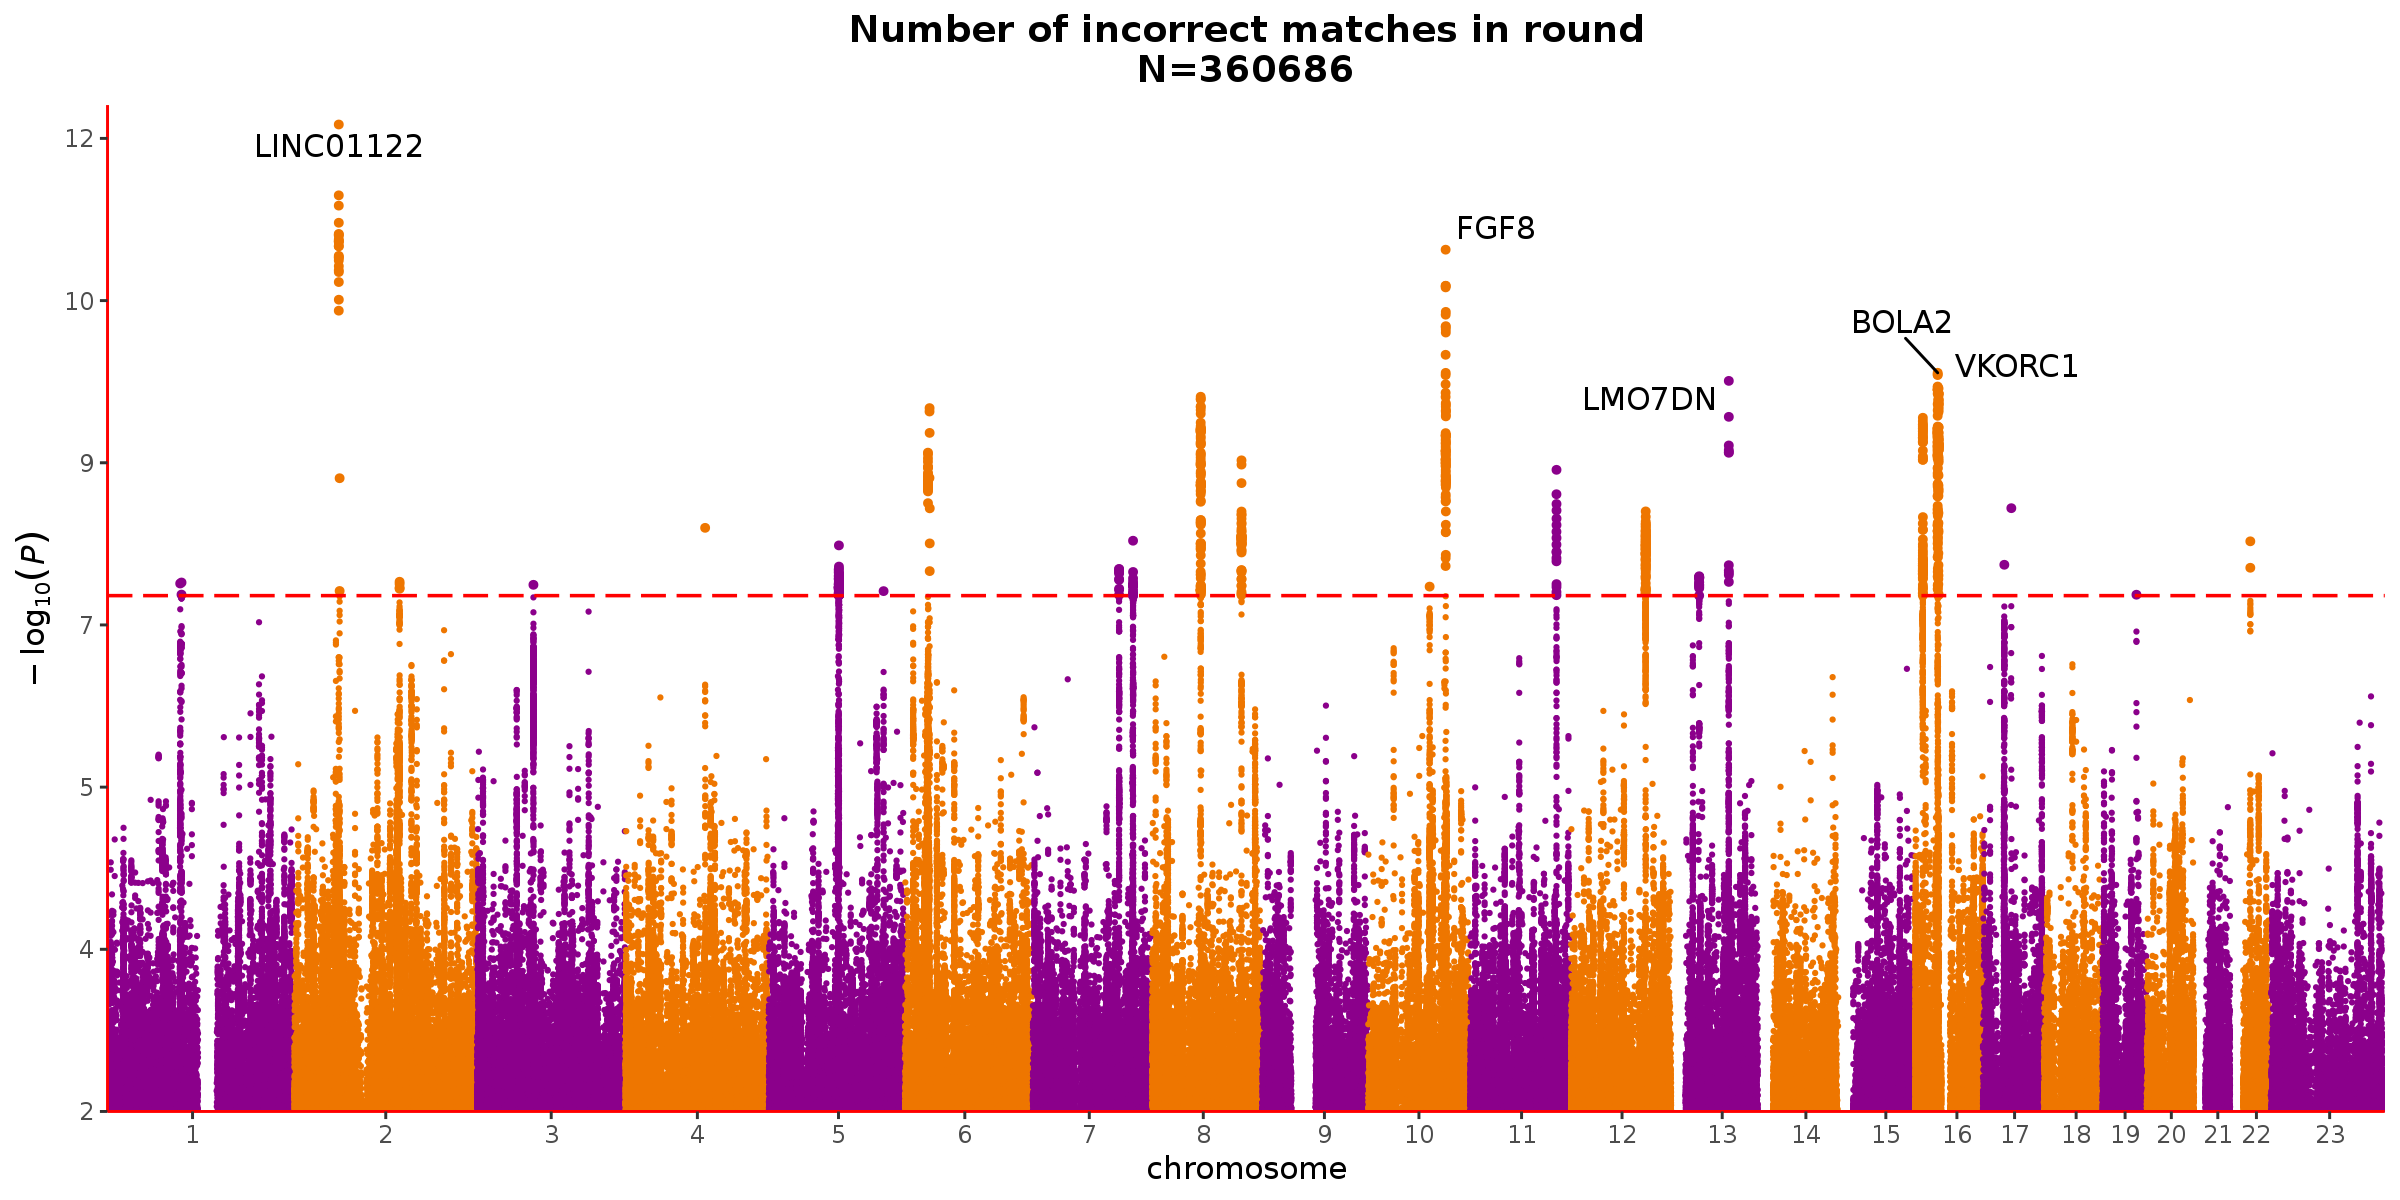 Number of incorrect matches in round
N=360686
12
LINC01122
FGF8
10
BOLA2
VKORC1
LMO7DN
9
− log₁₀(P)
7
5
4
2
1 2 3 4 5 6 7 8 9 10 11 12 13 14 15 16 17 18 19 20 21 22 23
chromosome